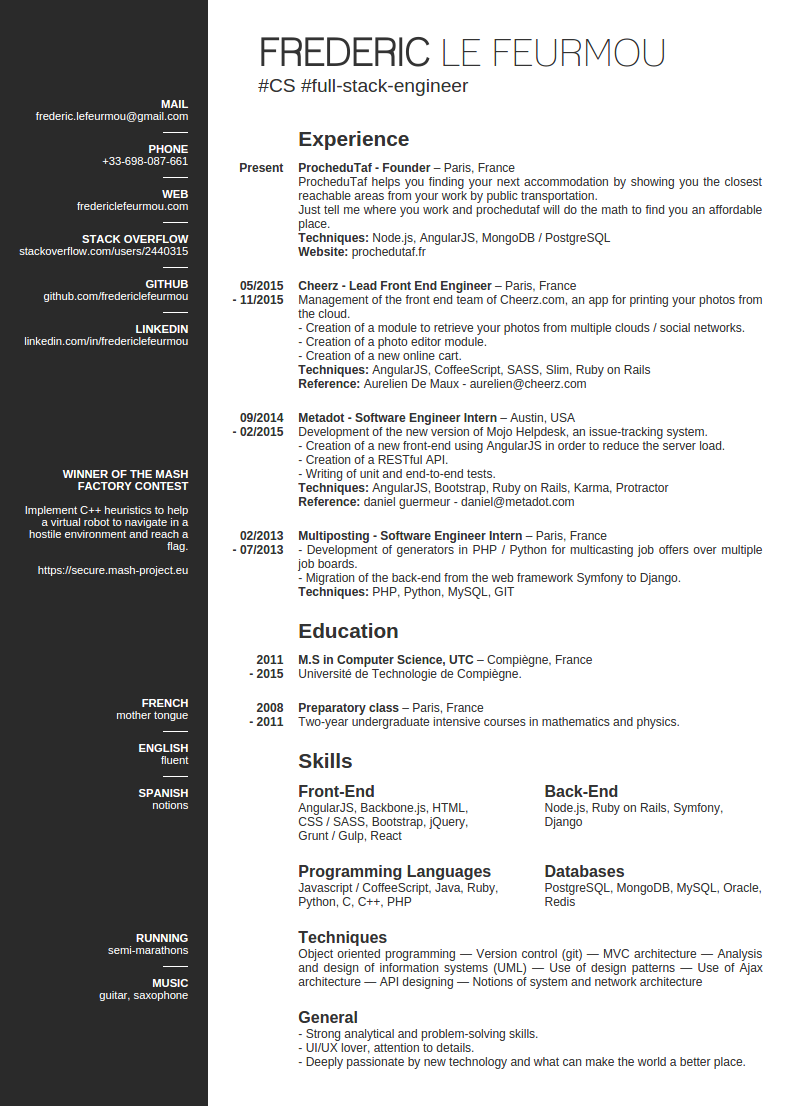 FREDERIC LE FEURMOU
#CS #full-stack-engineer
MAIL
frederic.lefeurmou@gmail.com
PHONE
+33-698-087-661
WEB
fredericlefeurmou.com
STACK OVERFLOW
stackoverflow.com/users/2440315
GITHUB
github.com/fredericlefeurmou
LINKEDIN
linkedin.com/in/fredericlefeurmou
WINNER OF THE MASH
FACTORY CONTEST
Implement C++ heuristics to help
a virtual robot to navigate in a
hostile environment and reach a
flag.
https://secure.mash-project.eu
FRENCH
mother tongue
ENGLISH
fluent
SPANISH
notions
RUNNING
semi-marathons
MUSIC
guitar, saxophone
Experience
Present ProcheduTaf - Founder – Paris, France
ProcheduTaf helps you finding your next accommodation by showing you the closest
reachable areas from your work by public transportation.
Just tell me where you work and prochedutaf will do the math to find you an affordable
place.
Techniques: Node.js, AngularJS, MongoDB / PostgreSQL
Website: prochedutaf.fr
05/2015 Cheerz - Lead Front End Engineer – Paris, France
- 11/2015 Management of the front end team of Cheerz.com, an app for printing your photos from
the cloud.
- Creation of a module to retrieve your photos from multiple clouds / social networks.
- Creation of a photo editor module.
- Creation of a new online cart.
Techniques: AngularJS, CoffeeScript, SASS, Slim, Ruby on Rails
Reference: Aurelien De Maux - aurelien@cheerz.com
09/2014 Metadot - Software Engineer Intern – Austin, USA
- 02/2015 Development of the new version of Mojo Helpdesk, an issue-tracking system.
- Creation of a new front-end using AngularJS in order to reduce the server load.
- Creation of a RESTful API.
- Writing of unit and end-to-end tests.
Techniques: AngularJS, Bootstrap, Ruby on Rails, Karma, Protractor
Reference: daniel guermeur - daniel@metadot.com
02/2013 Multiposting - Software Engineer Intern – Paris, France
- 07/2013 - Development of generators in PHP / Python for multicasting job offers over multiple
job boards.
- Migration of the back-end from the web framework Symfony to Django.
Techniques: PHP, Python, MySQL, GIT
Education
2011 M.S in Computer Science, UTC – Compiègne, France
- 2015 Université de Technologie de Compiègne.
2008 Preparatory class – Paris, France
- 2011 Two-year undergraduate intensive courses in mathematics and physics.
Skills
Front-End
AngularJS, Backbone.js, HTML,
CSS / SASS, Bootstrap, jQuery,
Grunt / Gulp, React
Back-End
Node.js, Ruby on Rails, Symfony,
Django
Programming Languages
Javascript / CoffeeScript, Java, Ruby,
Python, C, C++, PHP
Databases
PostgreSQL, MongoDB, MySQL, Oracle,
Redis
Techniques
Object oriented programming — Version control (git) — MVC architecture — Analysis
and design of information systems (UML) — Use of design patterns — Use of Ajax
architecture — API designing — Notions of system and network architecture
General
- Strong analytical and problem-solving skills.
- UI/UX lover, attention to details.
- Deeply passionate by new technology and what can make the world a better place.